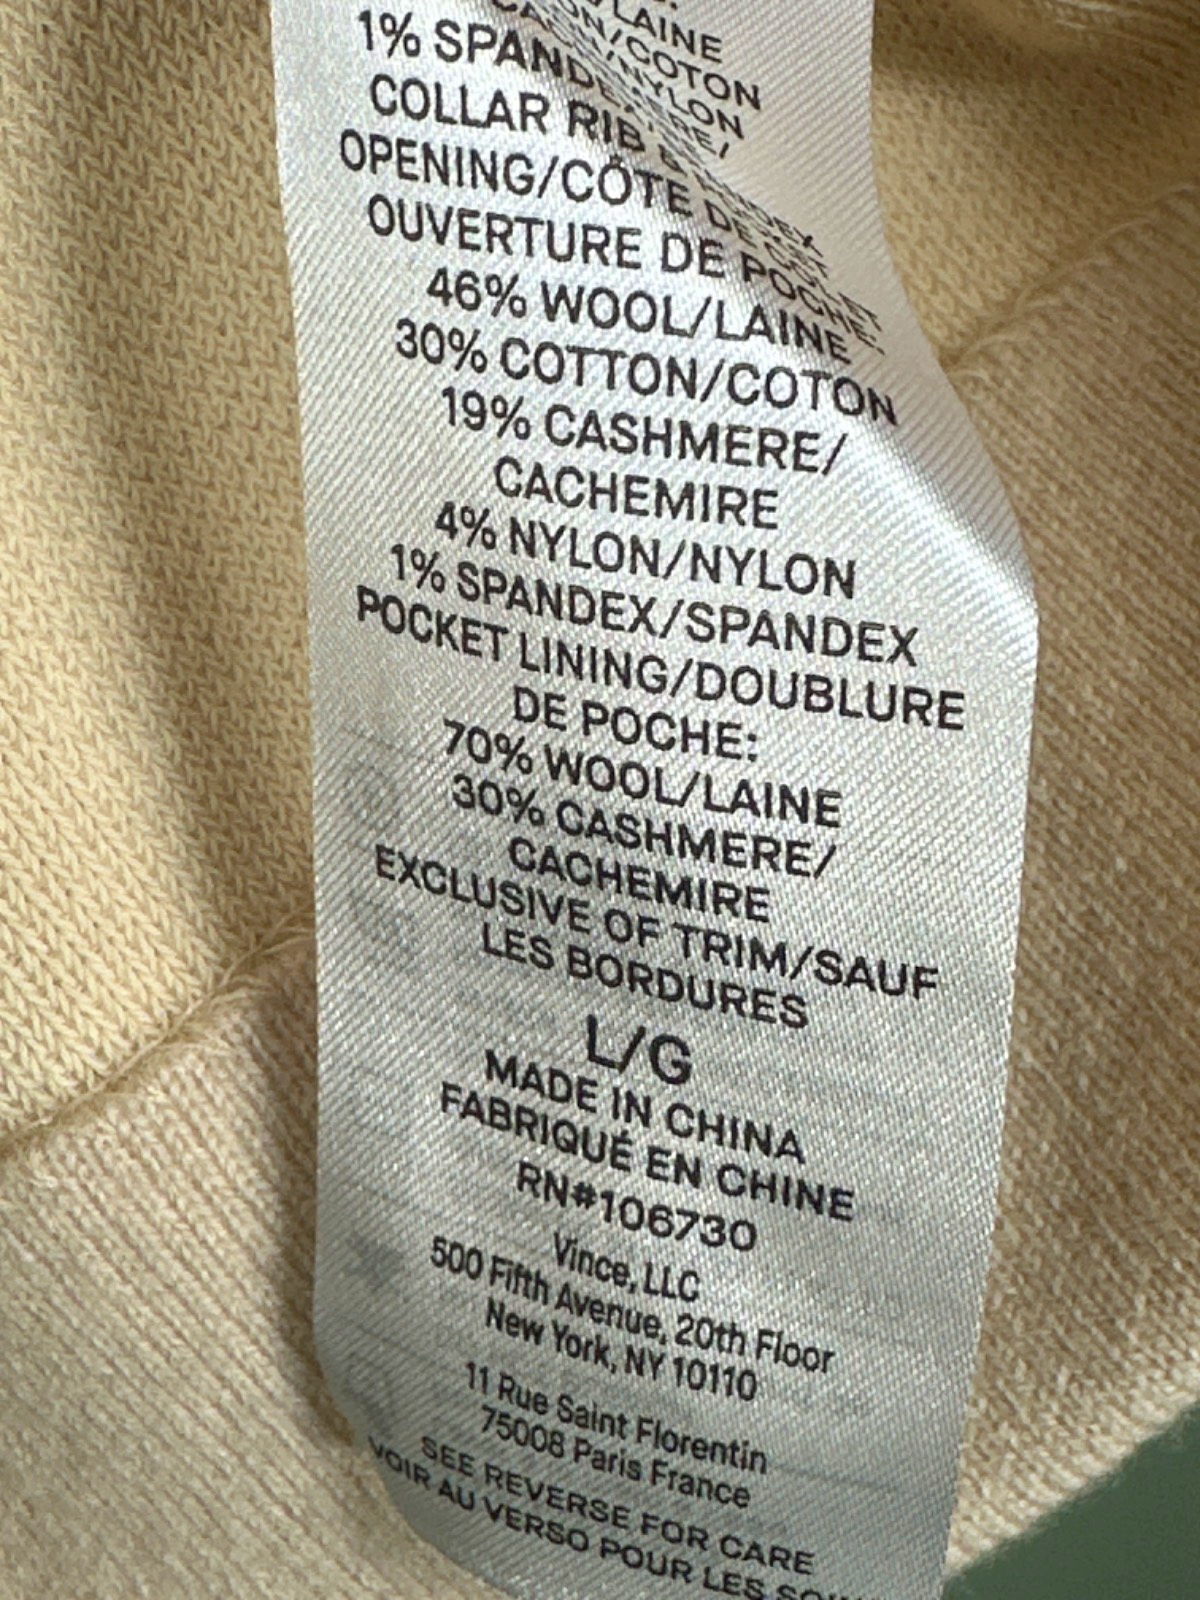 LAINE
/COTON
/NYLON
1% SPANDEX/
COLLAR RIB &
OPENING/CÔTE DE
OUVERTURE DE POCHE:
46% WOOL/LAINE
30% COTTON/COTON
19% CASHMERE/
CACHEMIRE
4% NYLON/NYLON
1% SPANDEX/SPANDEX
POCKET LINING/DOUBLURE
DE POCHE:
70% WOOL/LAINE
30% CASHMERE/
CACHEMIRE
EXCLUSIVE OF TRIM/SAUF
LES BORDURES
L/G
MADE IN CHINA
FABRIQUÉ EN CHINE
RN#106730
Vince, LLC
500 Fifth Avenue, 20th Floor
New York, NY 10110
11 Rue Saint Florentin
75008 Paris France
SEE REVERSE FOR CARE
VOIR AU VERSO POUR LES